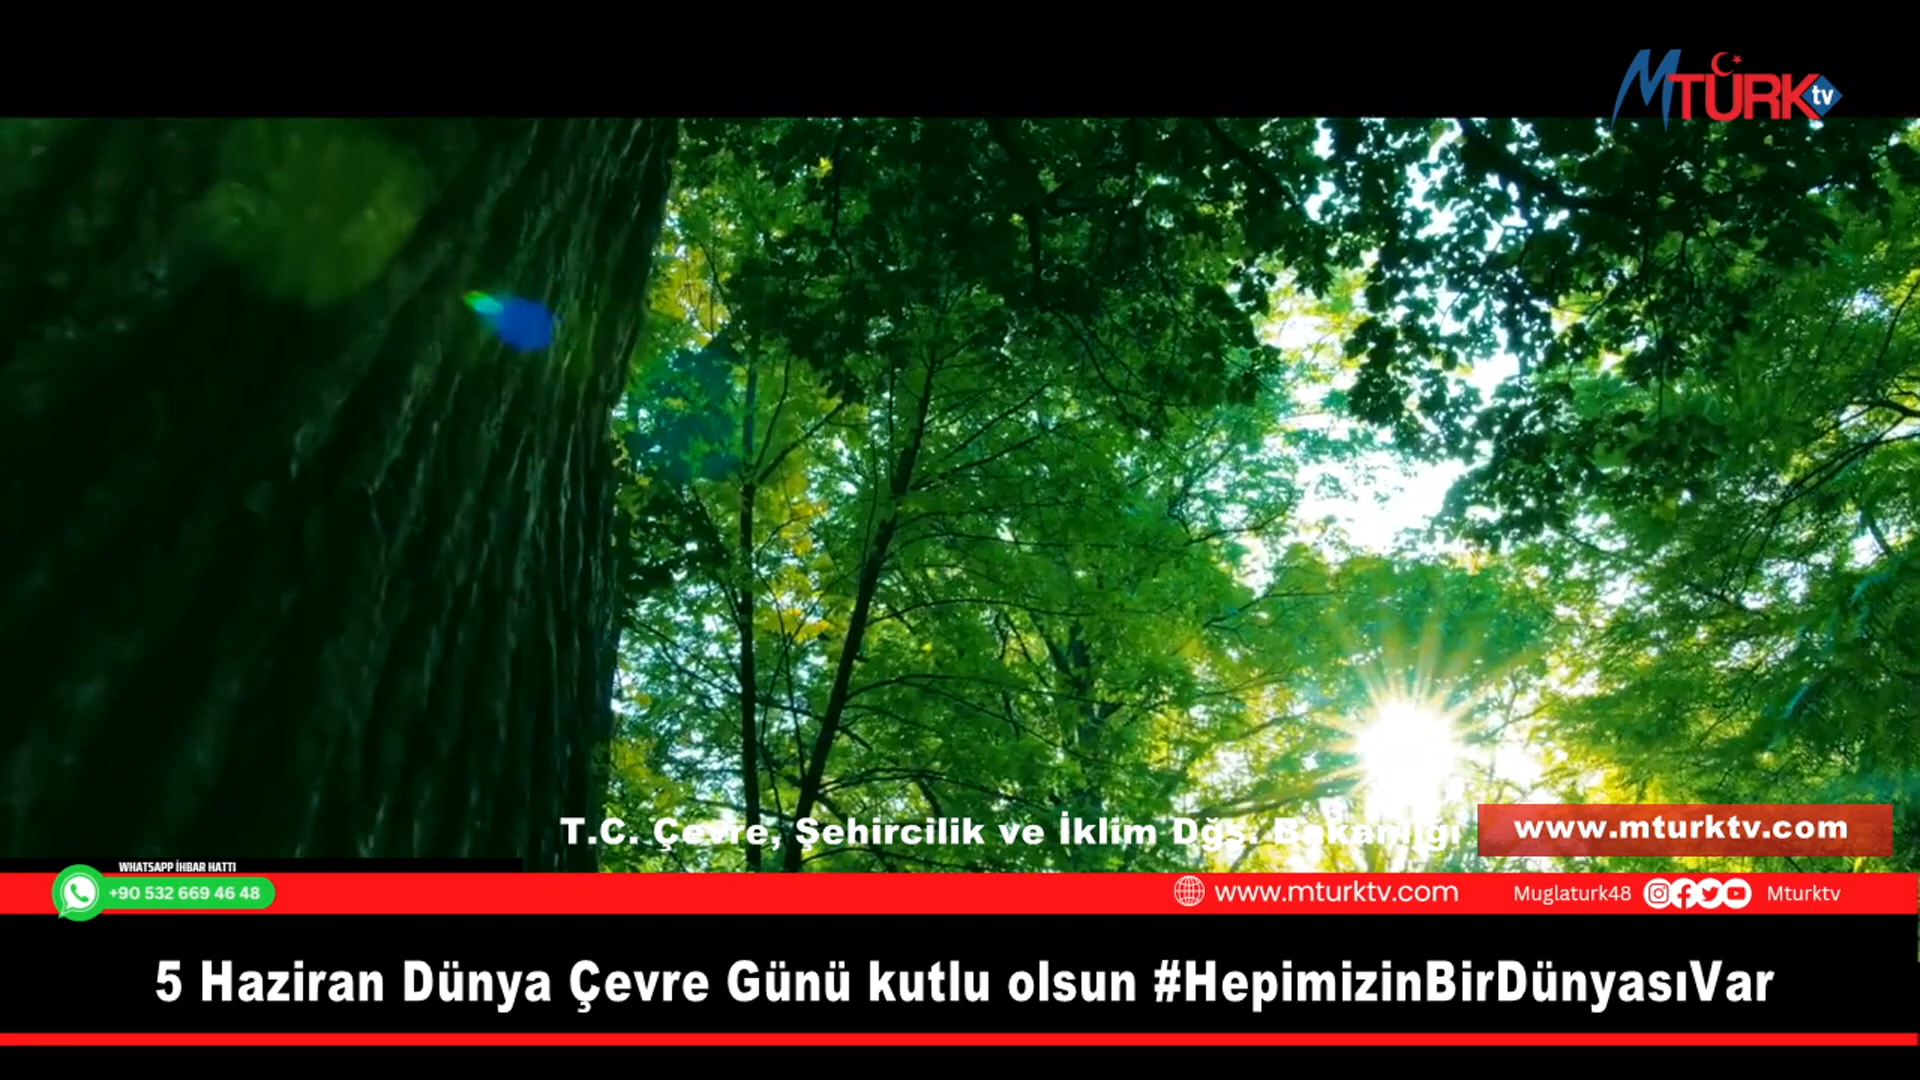 MTÜRK tv
T.C. Çevre, Şehircilik ve İklim Dğş. Bakanlığı
www.mturktv.com
WHATSAPP İHBAR HATTI
+90 532 669 46 48
www.mturktv.com
Muglaturk48
Mturktv
5 Haziran Dünya Çevre Günü kutlu olsun #HepimizinBirDünyasıVar